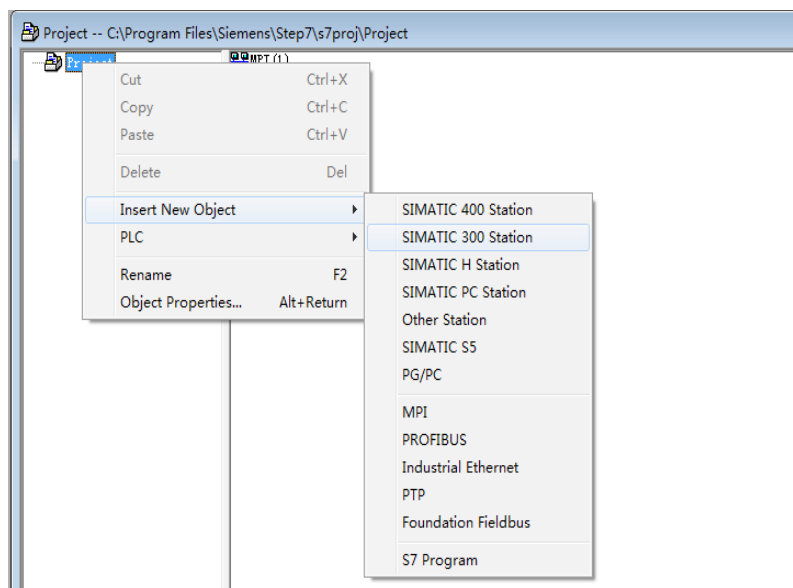 Project -- C:\Program Files\Siemens\Step7\s7proj\Project
Project
MPI(1)
Cut Ctrl+X
Copy Ctrl+C
Paste Ctrl+V
Delete Del
Insert New Object
PLC
Rename F2
Object Properties... Alt+Return
SIMATIC 400 Station
SIMATIC 300 Station
SIMATIC H Station
SIMATIC PC Station
Other Station
SIMATIC S5
PG/PC
MPI
PROFIBUS
Industrial Ethernet
PTP
Foundation Fieldbus
S7 Program